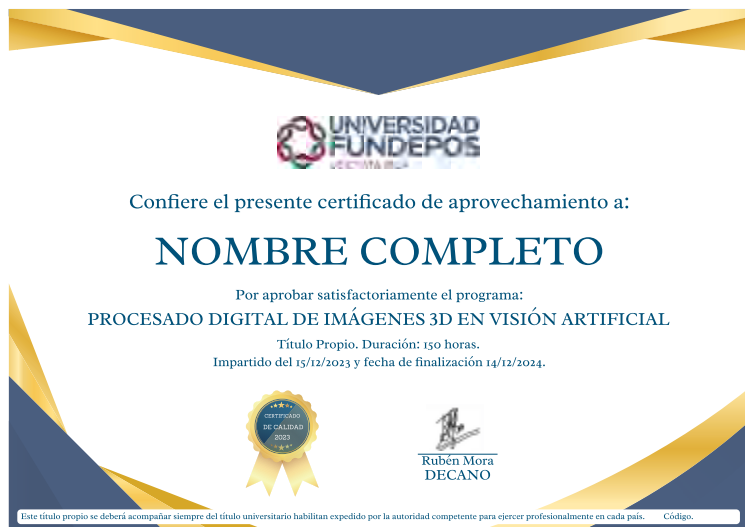 UNIVERSIDAD
FUNDEPOS
Confiere el presente certificado de aprovechamiento a:
NOMBRE COMPLETO
Por aprobar satisfactoriamente el programa:
PROCESADO DIGITAL DE IMÁGENES 3D EN VISIÓN ARTIFICIAL
Título Propio. Duración: 150 horas.
Impartido del 15/12/2023 y fecha de finalización 14/12/2024.
CERTIFICADO
DE CALIDAD
2023
Rubén Mora
DECANO
Este título propio se deberá acompañar siempre del título universitario habilitan expedido por la autoridad competente para ejercer profesionalmente en cada país. Código.